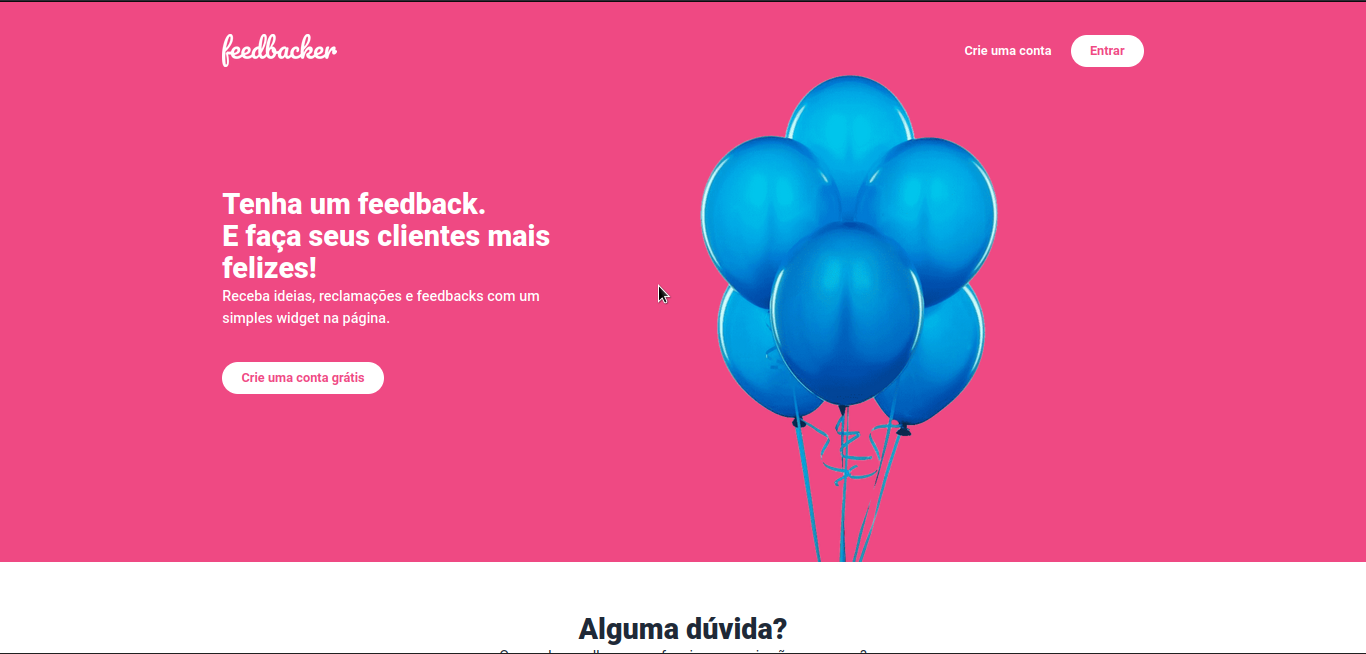 feedbacker
Crie uma conta
Entrar
Tenha um feedback.
E faça seus clientes mais
felizes!
Receba ideias, reclamações e feedbacks com um
simples widget na página.
Crie uma conta grátis
Alguma dúvida?